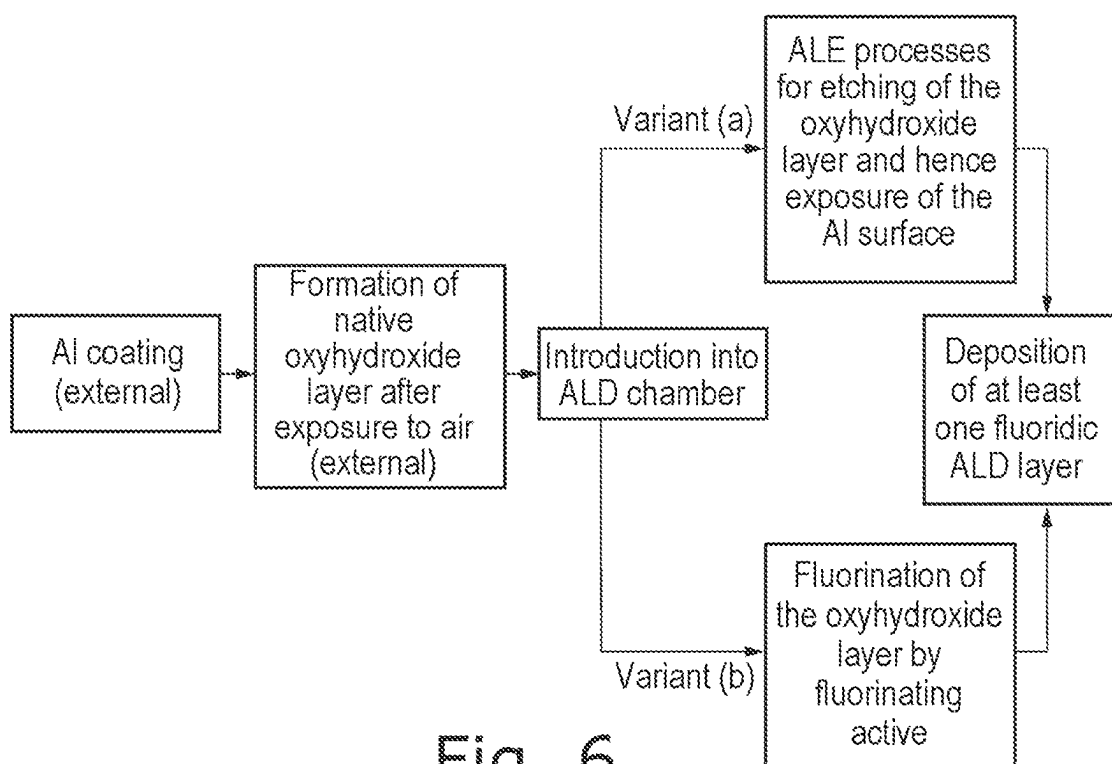 Al coating
(external)
Formation of
native
oxyhydroxide
layer after
exposure to air
(external)
Introduction into
ALD chamber
Variant (a)
ALE processes
for etching of the
oxyhydroxide
layer and hence
exposure of the
Al surface
Variant (b)
Fluorination of
the oxyhydroxide
layer by
fluorinating
active
Deposition
of at least
one fluoridic
ALD layer
Fig. 6